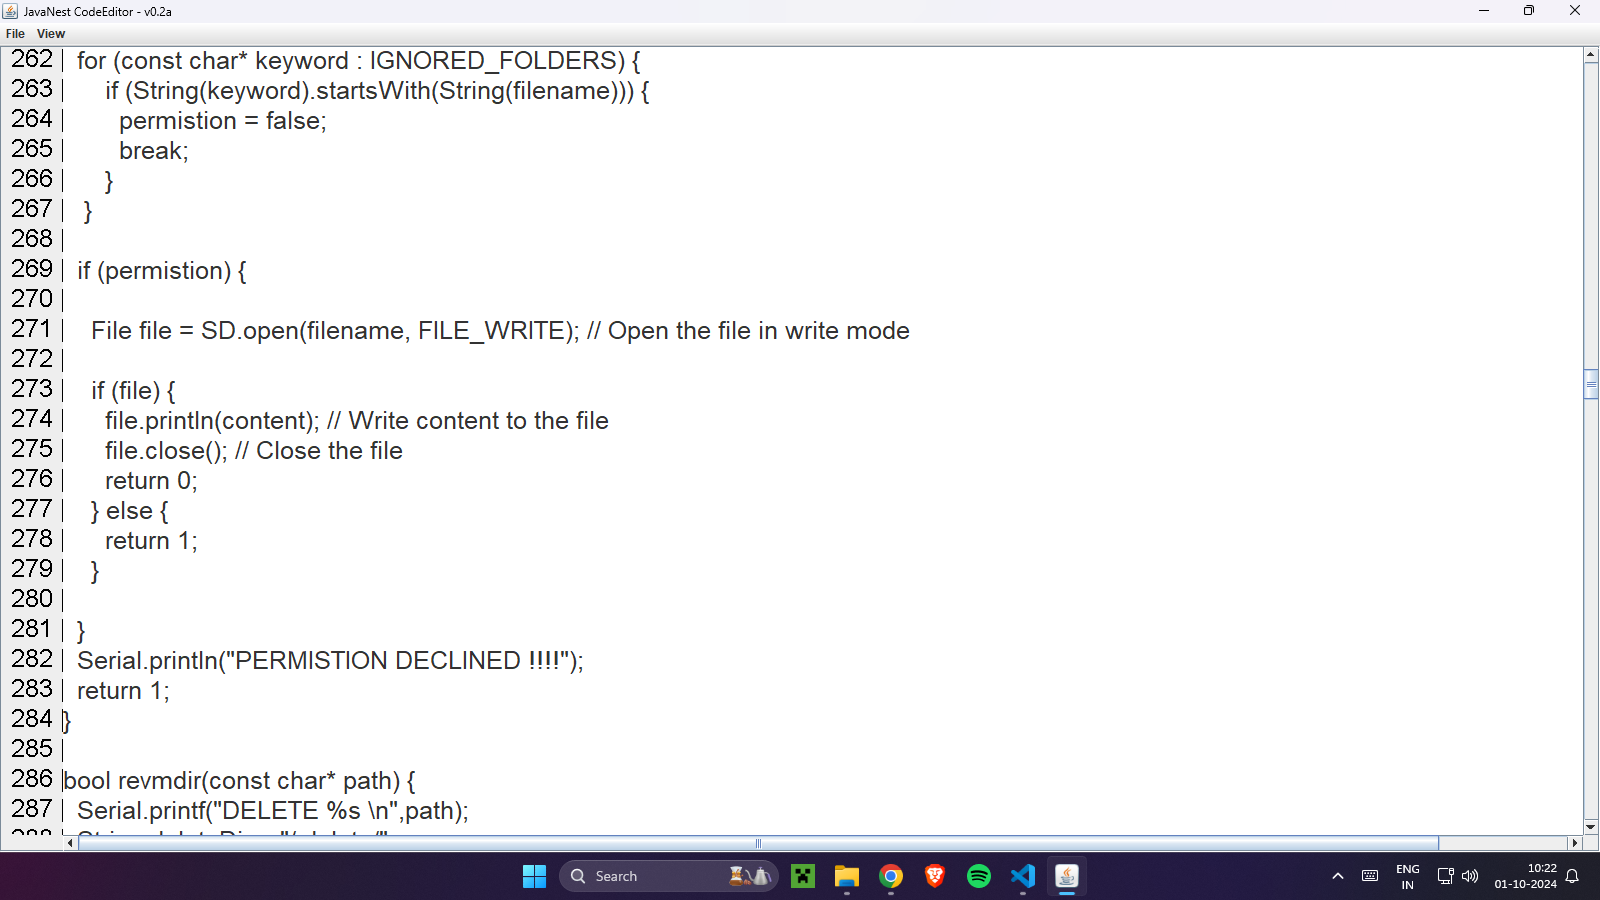 JavaNest CodeEditor - v0.2a
File View
262 | for (const char* keyword : IGNORED_FOLDERS) {
263 | if (String(keyword).startsWith(String(filename))) {
264 | permistion = false;
265 | break;
266 | }
267 | }
268 |
269 | if (permistion) {
270 |
271 | File file = SD.open(filename, FILE_WRITE); // Open the file in write mode
272 |
273 | if (file) {
274 | file.println(content); // Write content to the file
275 | file.close(); // Close the file
276 | return 0;
277 | } else {
278 | return 1;
279 | }
280 |
281 | }
282 | Serial.println("PERMISTION DECLINED !!!!");
283 | return 1;
284 | }
285 |
286 | bool revmdir(const char* path) {
287 | Serial.printf("DELETE %s \n",path);
Search
ENG
IN
10:22
01-10-2024